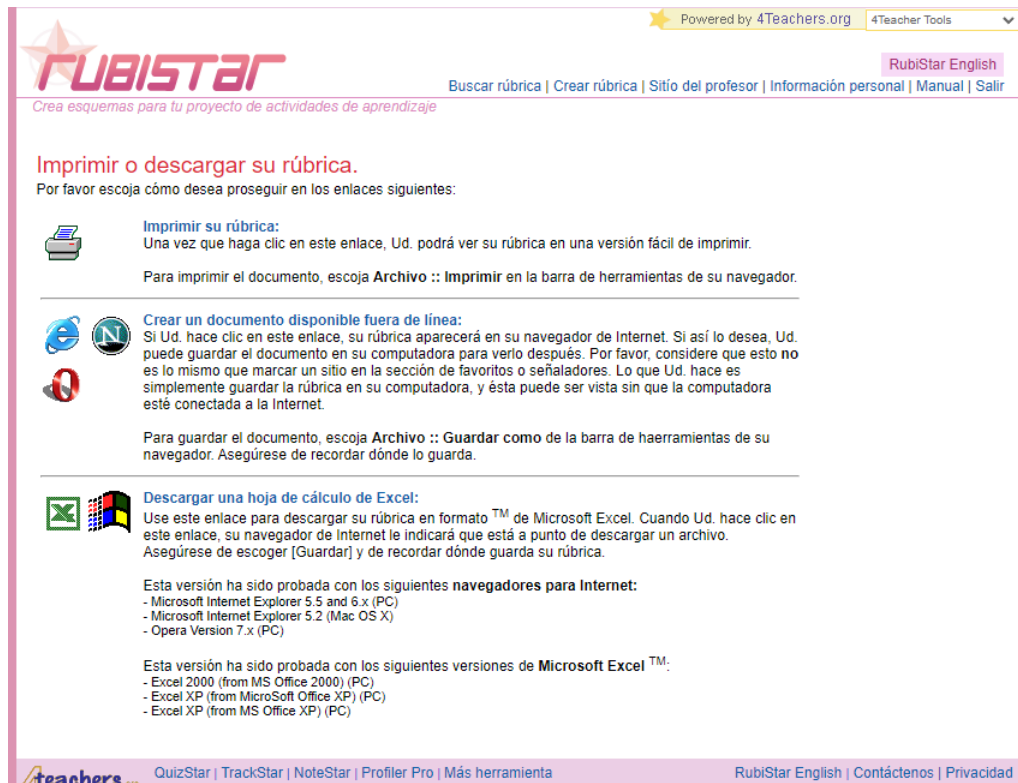 Powered by 4Teachers.org 4Teacher Tools
rubistar
RubiStar English
Buscar rúbrica | Crear rúbrica | Sitío del profesor | Información personal | Manual | Salir
Crea esquemas para tu proyecto de actividades de aprendizaje
Imprimir o descargar su rúbrica.
Por favor escoja cómo desea proseguir en los enlaces siguientes:
Imprimir su rúbrica:
Una vez que haga clic en este enlace, Ud. podrá ver su rúbrica en una versión fácil de imprimir.
Para imprimir el documento, escoja Archivo :: Imprimir en la barra de herramientas de su navegador.
Crear un documento disponible fuera de línea:
Si Ud. hace clic en este enlace, su rúbrica aparecerá en su navegador de Internet. Si así lo desea, Ud.
puede guardar el documento en su computadora para verlo después. Por favor, considere que esto no
es lo mismo que marcar un sitio en la sección de favoritos o señaladores. Lo que Ud. hace es
simplemente guardar la rúbrica en su computadora, y ésta puede ser vista sin que la computadora
esté conectada a la Internet.
Para guardar el documento, escoja Archivo :: Guardar como de la barra de haerramientas de su
navegador. Asegúrese de recordar dónde lo guarda.
Descargar una hoja de cálculo de Excel:
Use este enlace para descargar su rúbrica en formato TM de Microsoft Excel. Cuando Ud. hace clic en
este enlace, su navegador de Internet le indicará que está a punto de descargar un archivo.
Asegúrese de escoger [Guardar] y de recordar dónde guarda su rúbrica.
Esta versión ha sido probada con los siguientes navegadores para Internet:
- Microsoft Internet Explorer 5.5 and 6.x (PC)
- Microsoft Internet Explorer 5.2 (Mac OS X)
- Opera Version 7.x (PC)
Esta versión ha sido probada con los siguientes versiones de Microsoft Excel TM:
- Excel 2000 (from MS Office 2000) (PC)
- Excel XP (from MicroSoft Office XP) (PC)
- Excel XP (from MS Office XP) (PC)
4teachers
QuizStar | TrackStar | NoteStar | Profiler Pro | Más herramienta
RubiStar English | Contáctenos | Privacidad